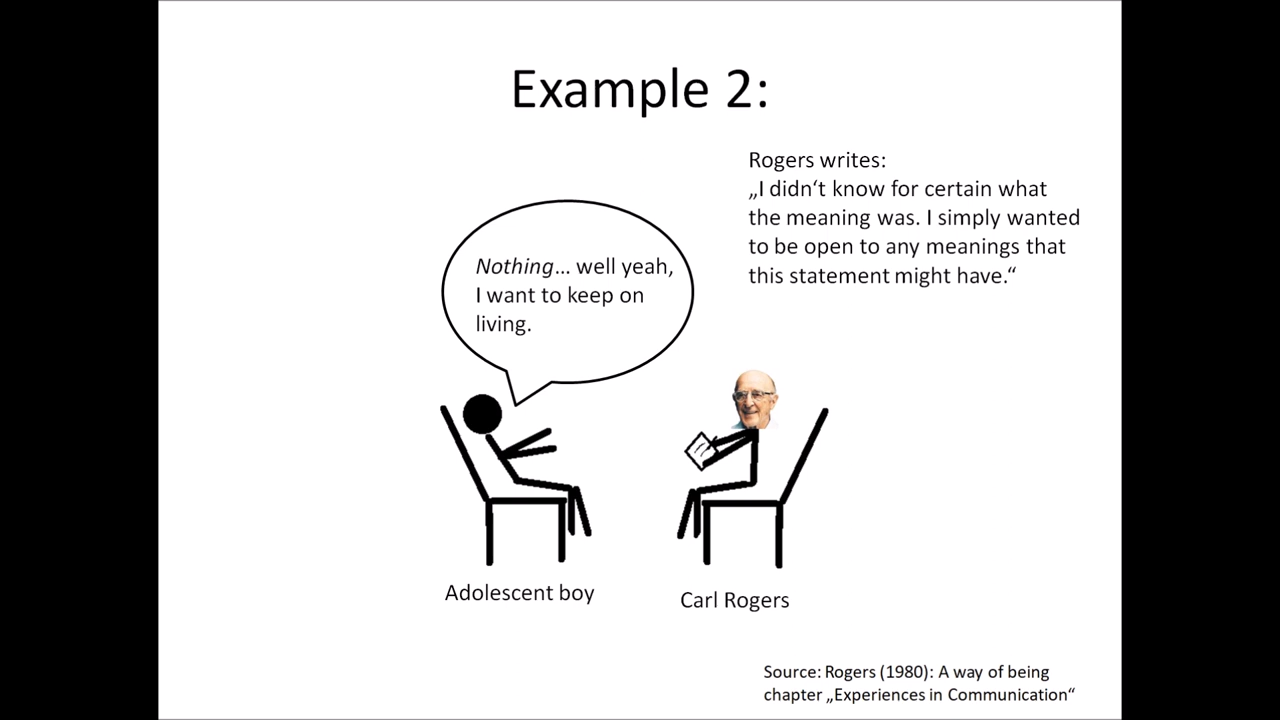 Example 2:
Rogers writes:
„I didn‘t know for certain what
the meaning was. I simply wanted
to be open to any meanings that
this statement might have.“
Nothing... well yeah,
I want to keep on
living.
Adolescent boy
Carl Rogers
Source: Rogers (1980): A way of being
chapter „Experiences in Communication“